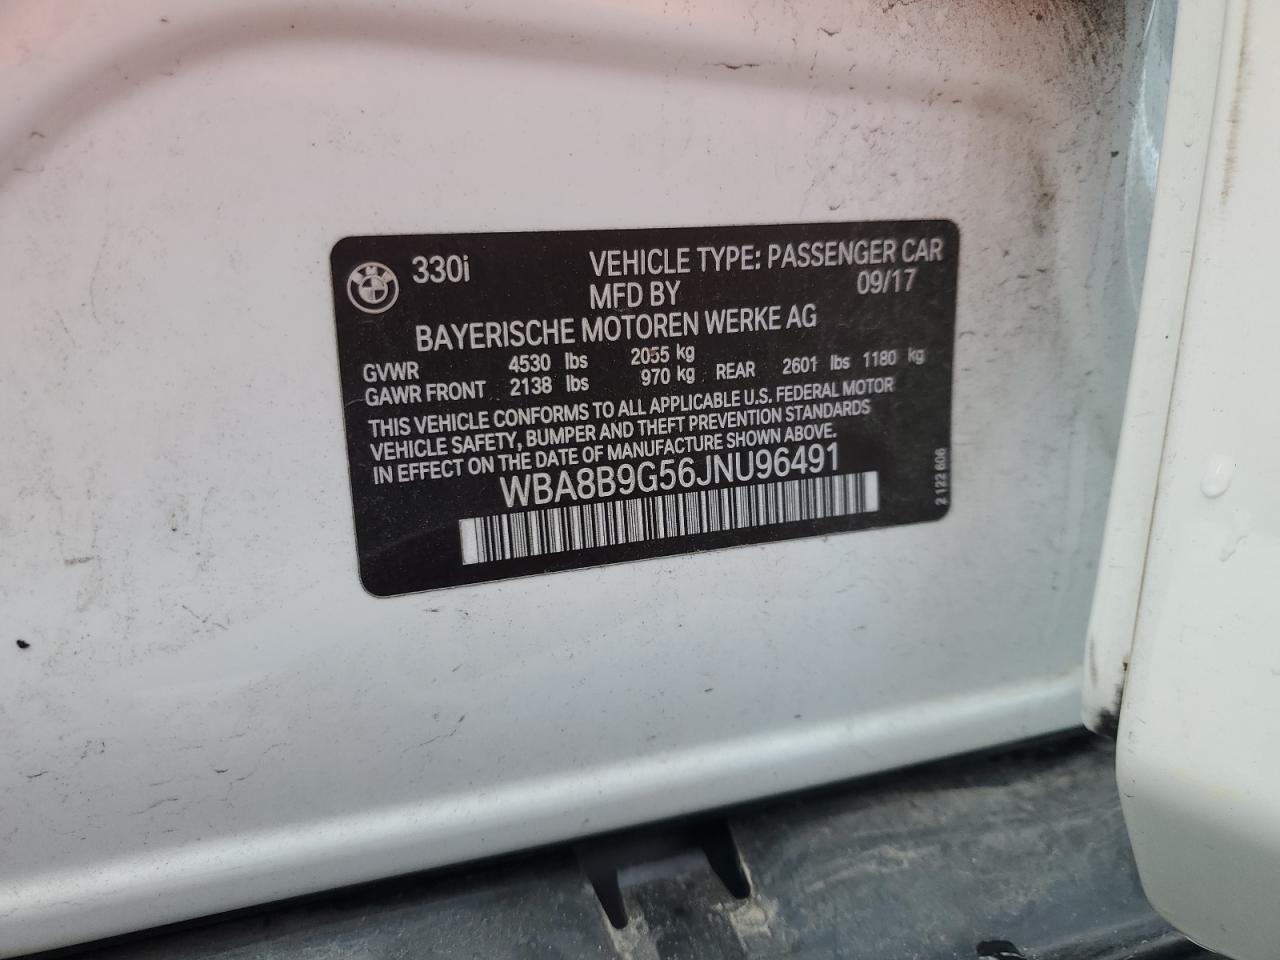 BMW
330i
VEHICLE TYPE: PASSENGER CAR
MFD BY 09/17
BAYERISCHE MOTOREN WERKE AG
GVWR 4530 lbs 2055 kg
GAWR FRONT 2138 lbs 970 kg REAR 2601 lbs 1180 kg
THIS VEHICLE CONFORMS TO ALL APPLICABLE U.S. FEDERAL MOTOR
VEHICLE SAFETY, BUMPER AND THEFT PREVENTION STANDARDS
IN EFFECT ON THE DATE OF MANUFACTURE SHOWN ABOVE.
WBA8B9G56JNU96491
2 122 606